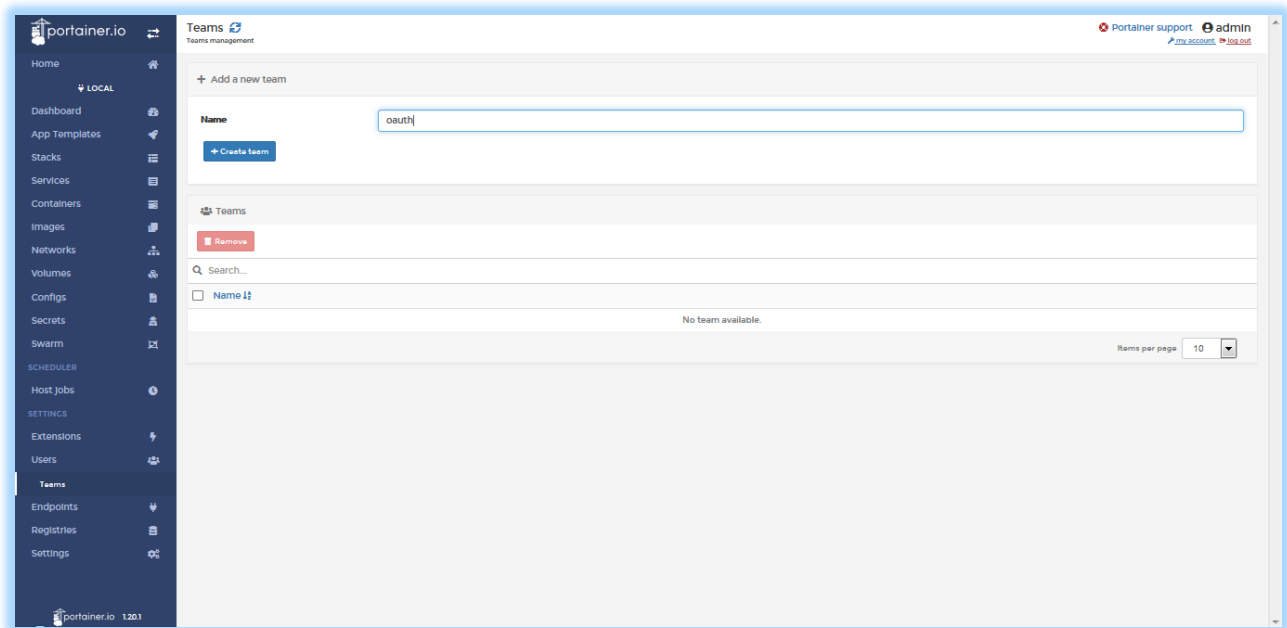 portainer.io
Home
LOCAL
Dashboard
App Templates
Stacks
Services
Containers
Images
Networks
Volumes
Configs
Secrets
Swarm
SCHEDULER
Host jobs
SETTINGS
Extensions
Users
Teams
Endpoints
Registries
Settings
portainer.io 1.20.1
Teams
Teams management
Portainer support admin
my account log out
+ Add a new team
Name oauth
+ Create team
Teams
Remove
Search...
Name
No team available.
Items per page 10